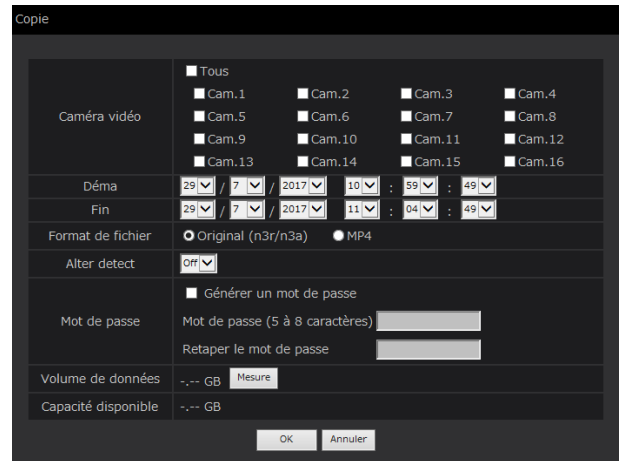 Copie
Tous
Cam.1 Cam.2 Cam.3 Cam.4
Caméra vidéo Cam.5 Cam.6 Cam.7 Cam.8
Cam.9 Cam.10 Cam.11 Cam.12
Cam.13 Cam.14 Cam.15 Cam.16
Déma 29 / 7 / 2017 10 : 59 : 49
Fin 29 / 7 / 2017 11 : 04 : 49
Format de fichier Original (n3r/n3a) MP4
Alter detect Off
Générer un mot de passe
Mot de passe Mot de passe (5 à 8 caractères)
Retaper le mot de passe
Volume de données -.-- GB Mesure
Capacité disponible -.-- GB
OK Annuler